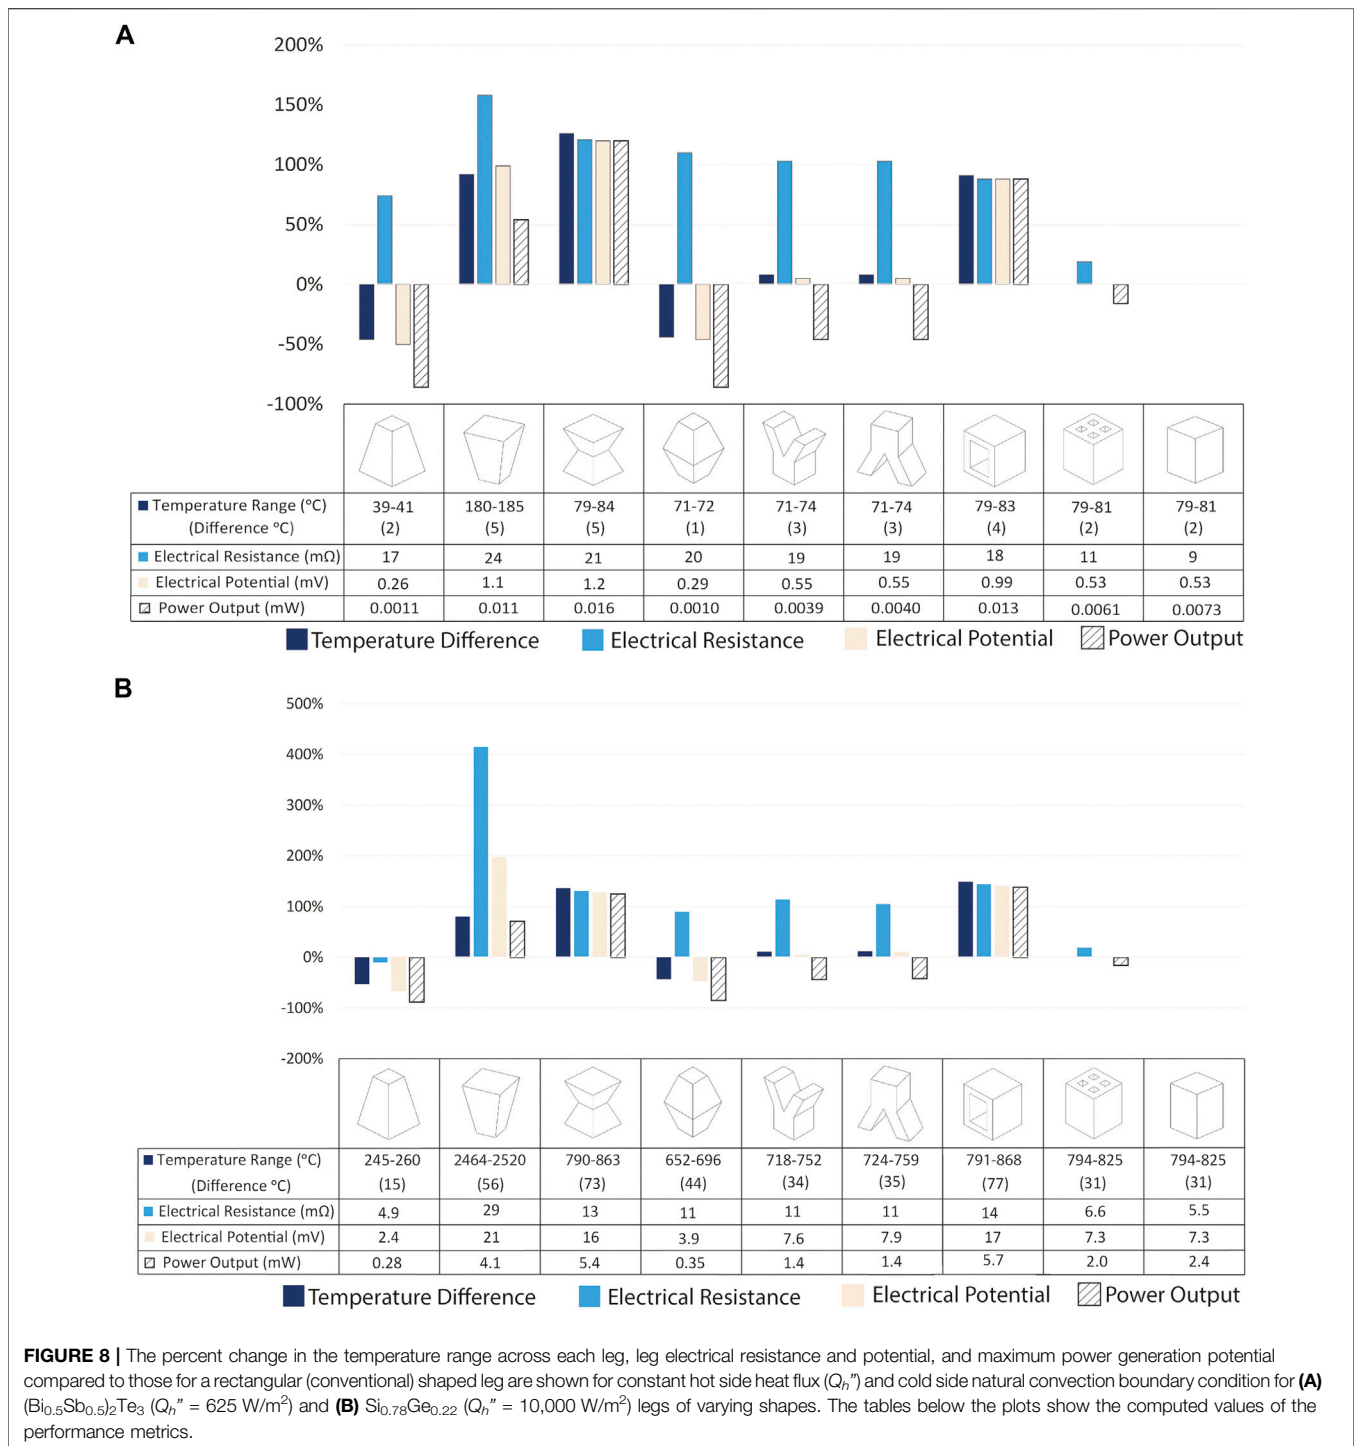 A
200%
150%
100%
50%
0%
-50%
-100%
Temperature Range (°C) 39-41 180-185 79-84 71-72 71-74 71-74 79-83 79-81 79-81
(Difference °C) (2) (5) (5) (1) (3) (3) (4) (2) (2)
Electrical Resistance (mΩ) 17 24 21 20 19 19 18 11 9
Electrical Potential (mV) 0.26 1.1 1.2 0.29 0.55 0.55 0.99 0.53 0.53
Power Output (mW) 0.0011 0.011 0.016 0.0010 0.0039 0.0040 0.013 0.0061 0.0073
Temperature Difference Electrical Resistance Electrical Potential Power Output
B
500%
400%
300%
200%
100%
0%
-100%
-200%
Temperature Range (°C) 245-260 2464-2520 790-863 652-696 718-752 724-759 791-868 794-825 794-825
(Difference °C) (15) (56) (73) (44) (34) (35) (77) (31) (31)
Electrical Resistance (mΩ) 4.9 29 13 11 11 11 14 6.6 5.5
Electrical Potential (mV) 2.4 21 16 3.9 7.6 7.9 17 7.3 7.3
Power Output (mW) 0.28 4.1 5.4 0.35 1.4 1.4 5.7 2.0 2.4
Temperature Difference Electrical Resistance Electrical Potential Power Output
FIGURE 8 | The percent change in the temperature range across each leg, leg electrical resistance and potential, and maximum power generation potential
compared to those for a rectangular (conventional) shaped leg are shown for constant hot side heat flux (Qₕ”) and cold side natural convection boundary condition for (A)
(Bi₀.₅Sb₀.₅)₂Te₃ (Qₕ” = 625 W/m²) and (B) Si₀.₇₈Ge₀.₂₂ (Qₕ” = 10,000 W/m²) legs of varying shapes. The tables below the plots show the computed values of the
performance metrics.